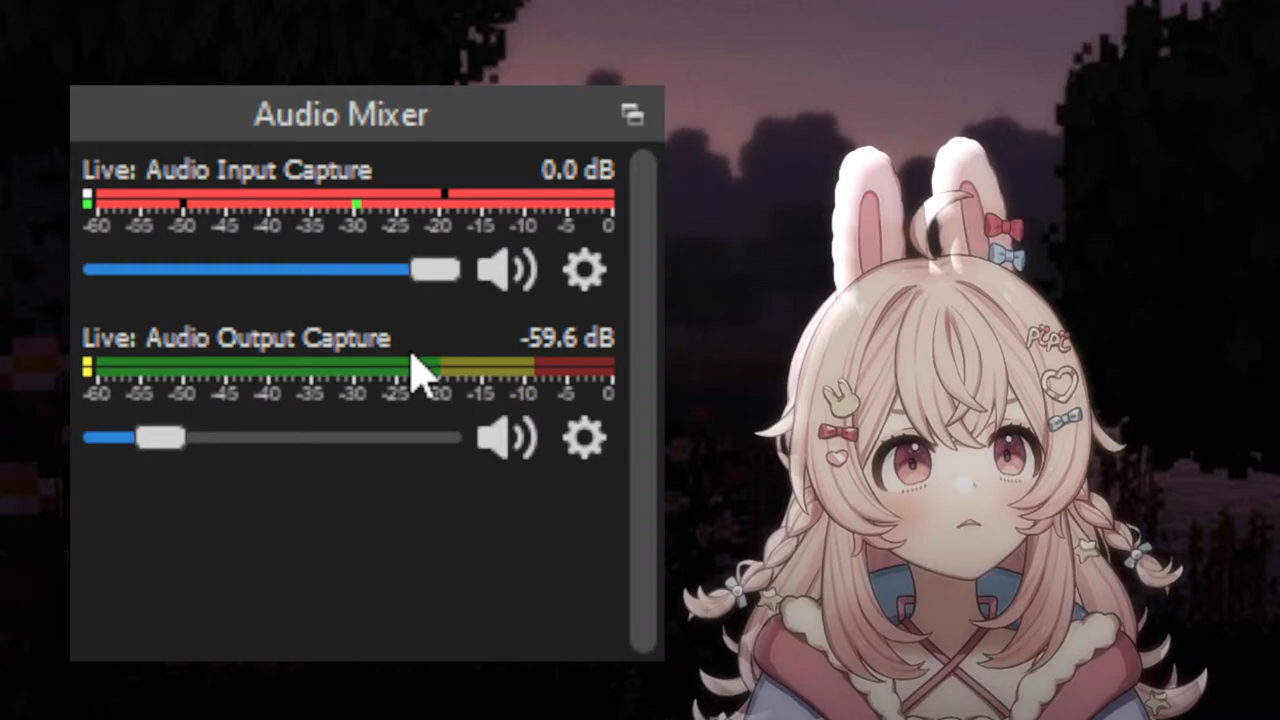 Audio Mixer
Live: Audio Input Capture 0.0 dB
-60 -55 -50 -45 -40 -35 -30 -25 -20 -15 -10 -5 0
Live: Audio Output Capture -59.6 dB
-60 -55 -50 -45 -40 -35 -30 -25 -20 -15 -10 -5 0
PiPi